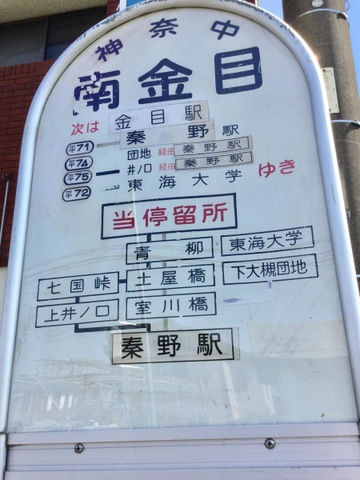 神奈中
南金目
次は 金目駅
平71 秦野駅
平74 団地経由 秦野駅
平75 井ノ口経由 秦野駅
平72 東海大学
ゆき
当停留所
青柳 東海大学
七国峠 土屋橋 下大槻団地
上井ノ口 室川橋
秦野駅